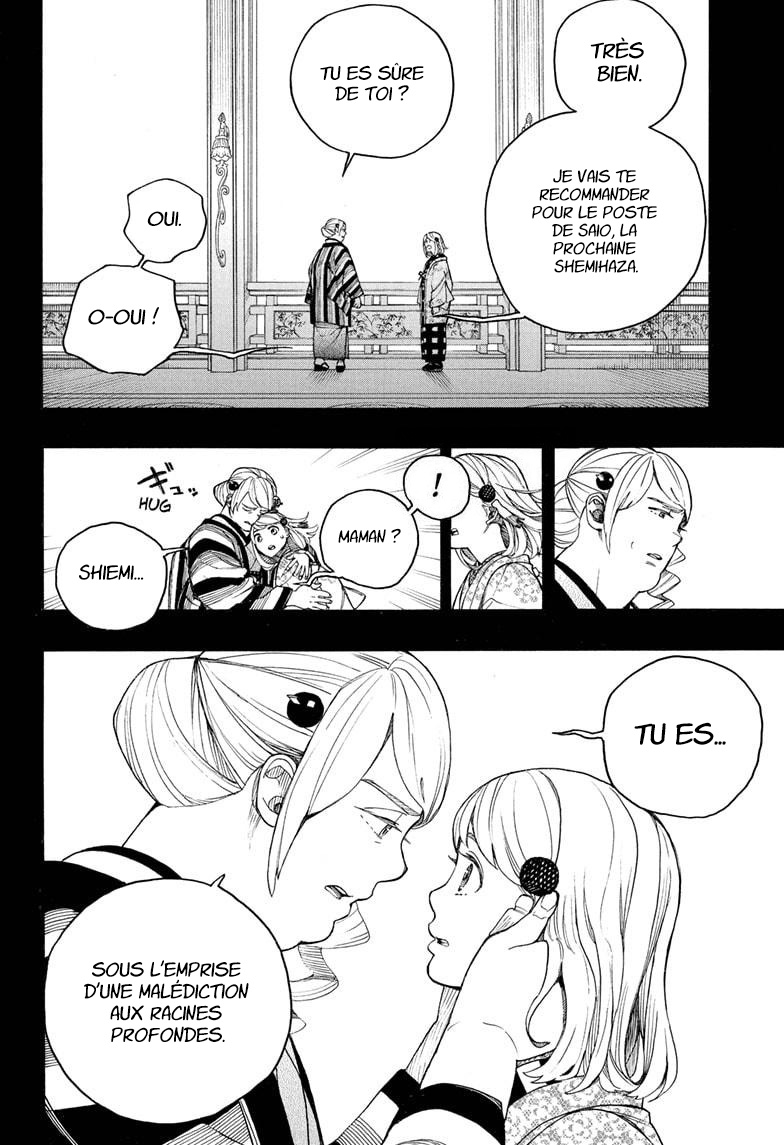 TRÈS
BIEN.
JE VAIS TE
RECOMMANDER
POUR LE POSTE
DE SAIO, LA
PROCHAINE
SHEMIHAZA.
TU ES SÛRE
DE TOI ?
OUI.
O-OUI !
!
MAMAN ?
ギュッ
HUG
SHIEMI...
TU ES...
SOUS L'EMPRISE
D'UNE MALÉDICTION
AUX RACINES
PROFONDES.